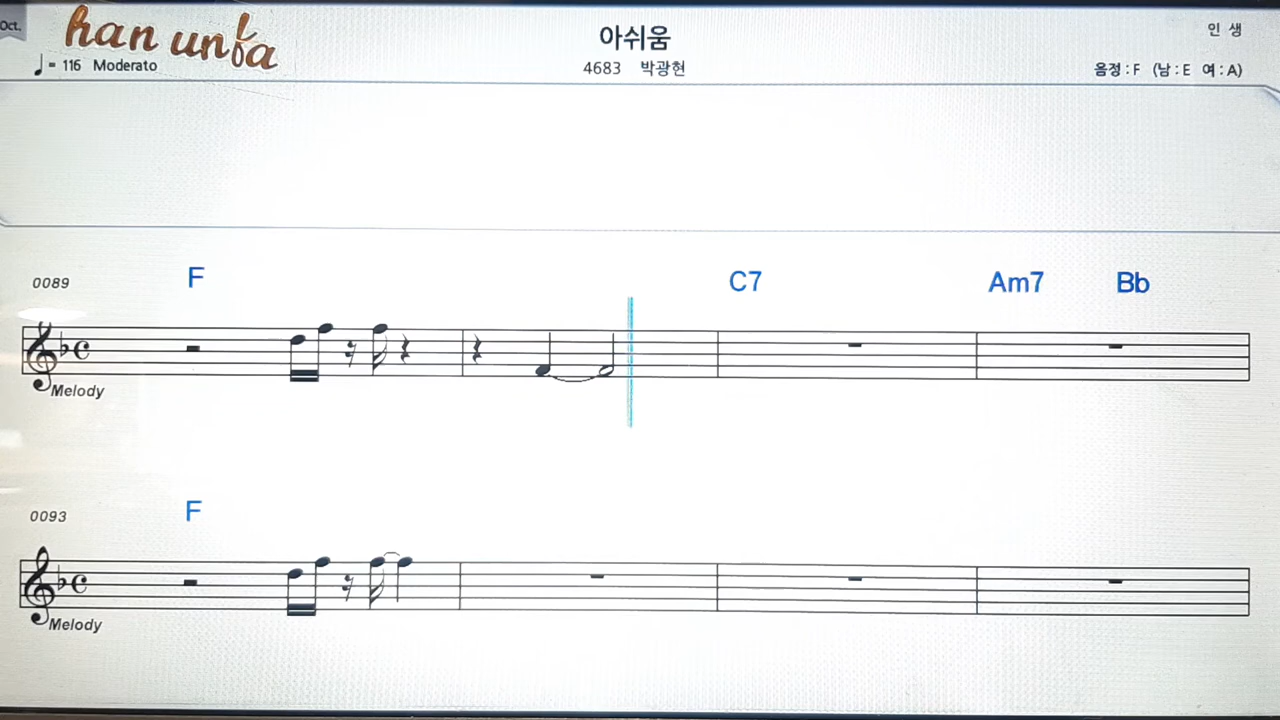 Oct.
han unfa
♩= 116 Moderato
아쉬움
4683 박광현
인 생
음정 : F (남 : E 여 : A)
0089 F C7 Am7 Bb
Melody
0093 F
Melody